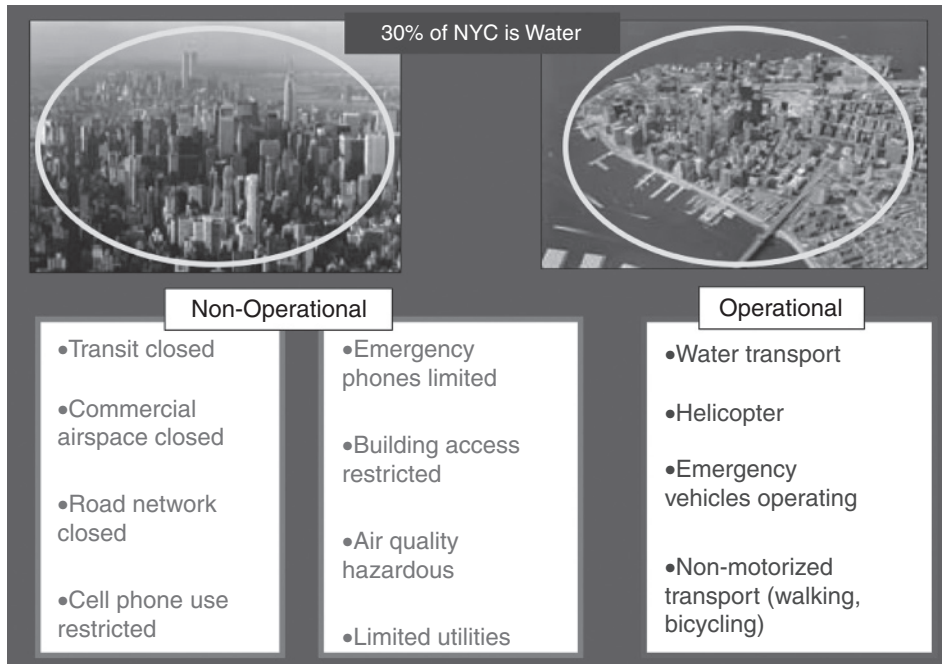 30% of NYC is Water
Non-Operational
•Transit closed
•Commercial
airspace closed
•Road network
closed
•Cell phone use
restricted
•Emergency
phones limited
•Building access
restricted
•Air quality
hazardous
•Limited utilities
Operational
•Water transport
•Helicopter
•Emergency
vehicles operating
•Non-motorized
transport (walking,
bicycling)